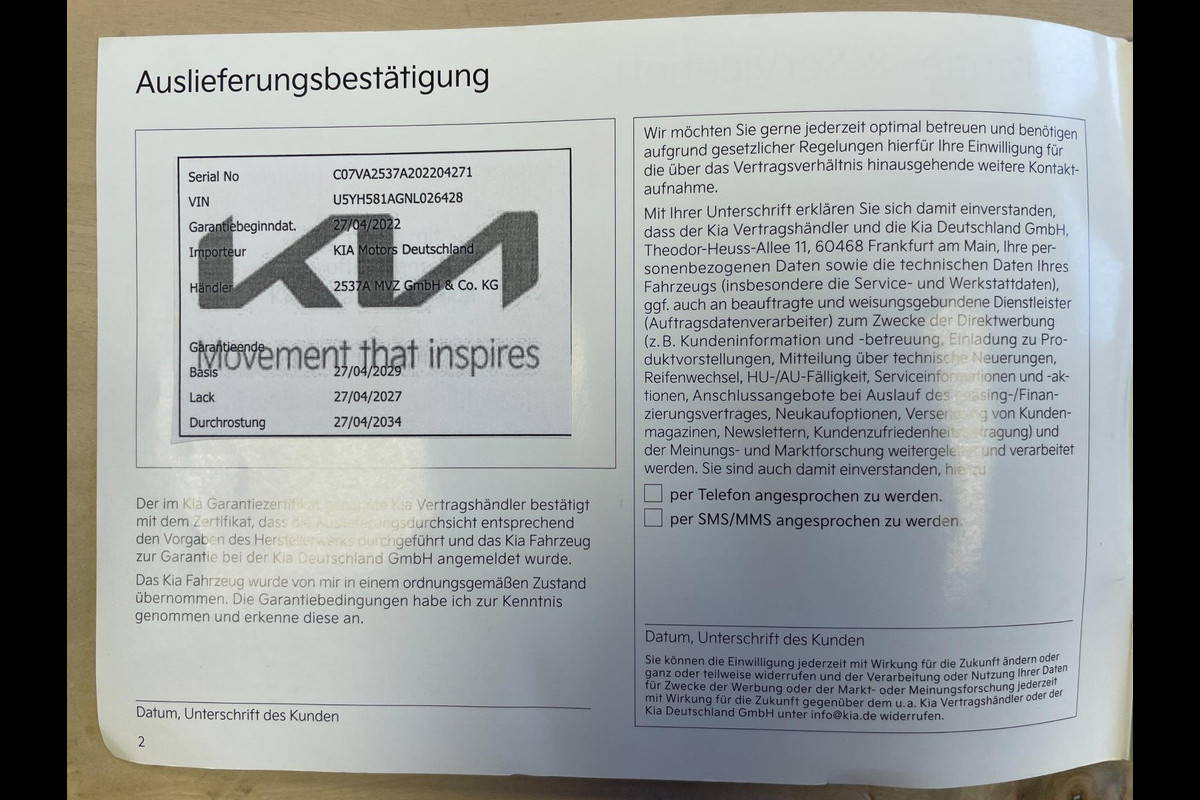 Auslieferungsbestätigung
Serial No C07VA2537A202204271
VIN U5YH581AGNL026428
Garantiebeginndat. 27/04/2022
Importeur KIA Motors Deutschland
Händler 2537A MVZ GmbH & Co. KG
KIA
Garantieende
Movement that inspires
Basis 27/04/2029
Lack 27/04/2027
Durchrostung 27/04/2034
Der im Kia Garantiezertifikat genannte Kia Vertragshändler bestätigt
mit dem Zertifikat, dass die Auslieferungsdurchsicht entsprechend
den Vorgaben des Herstellerwerks durchgeführt und das Kia Fahrzeug
zur Garantie bei der Kia Deutschland GmbH angemeldet wurde.
Das Kia Fahrzeug wurde von mir in einem ordnungsgemäßen Zustand
übernommen. Die Garantiebedingungen habe ich zur Kenntnis
genommen und erkenne diese an.
Datum, Unterschrift des Kunden
2
Wir möchten Sie gerne jederzeit optimal betreuen und benötigen
aufgrund gesetzlicher Regelungen hierfür Ihre Einwilligung für
die über das Vertragsverhältnis hinausgehende weitere Kontakt-
aufnahme.
Mit Ihrer Unterschrift erklären Sie sich damit einverstanden,
dass der Kia Vertragshändler und die Kia Deutschland GmbH,
Theodor-Heuss-Allee 11, 60468 Frankfurt am Main, Ihre per-
sonenbezogenen Daten sowie die technischen Daten Ihres
Fahrzeugs (insbesondere die Service- und Werkstattdaten),
ggf. auch an beauftragte und weisungsgebundene Dienstleister
(Auftragsdatenverarbeiter) zum Zwecke der Direktwerbung
(z. B. Kundeninformation und -betreuung, Einladung zu Pro-
duktvorstellungen, Mitteilung über technische Neuerungen,
Reifenwechsel, HU-/AU-Fälligkeit, Serviceinformationen und -ak-
tionen, Anschlussangebote bei Auslauf des Leasing-/Finan-
zierungsvertrages, Neukaufoptionen, Versendung von Kunden-
magazinen, Newslettern, Kundenzufriedenheitsbefragung) und
der Meinungs- und Marktforschung weitergeleitet und verarbeitet
werden. Sie sind auch damit einverstanden, hierzu
per Telefon angesprochen zu werden.
per SMS/MMS angesprochen zu werden.
Datum, Unterschrift des Kunden
Sie können die Einwilligung jederzeit mit Wirkung für die Zukunft ändern oder
ganz oder teilweise widerrufen und der Verarbeitung oder Nutzung Ihrer Daten
für Zwecke der Werbung oder der Markt- oder Meinungsforschung jederzeit
mit Wirkung für die Zukunft gegenüber dem u. a. Kia Vertragshändler oder der
Kia Deutschland GmbH unter info@kia.de widerrufen.